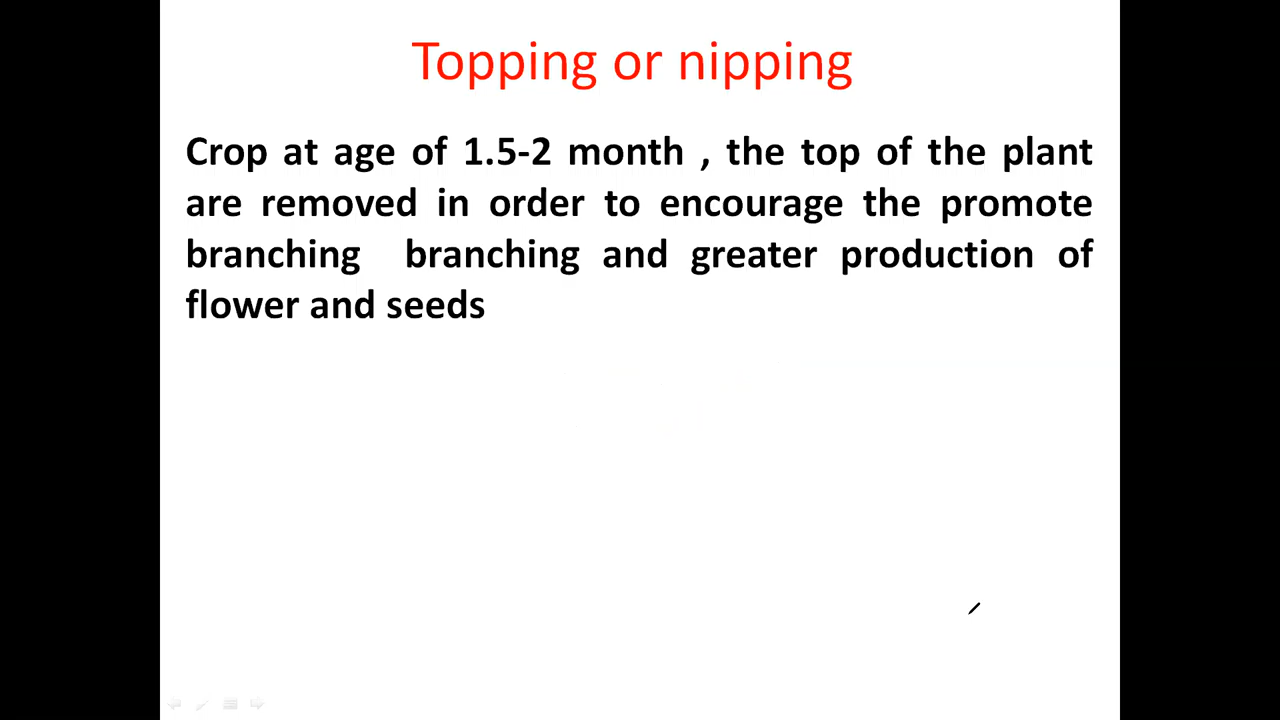 Topping or nipping
Crop at age of 1.5-2 month , the top of the plant
are removed in order to encourage the promote
branching branching and greater production of
flower and seeds